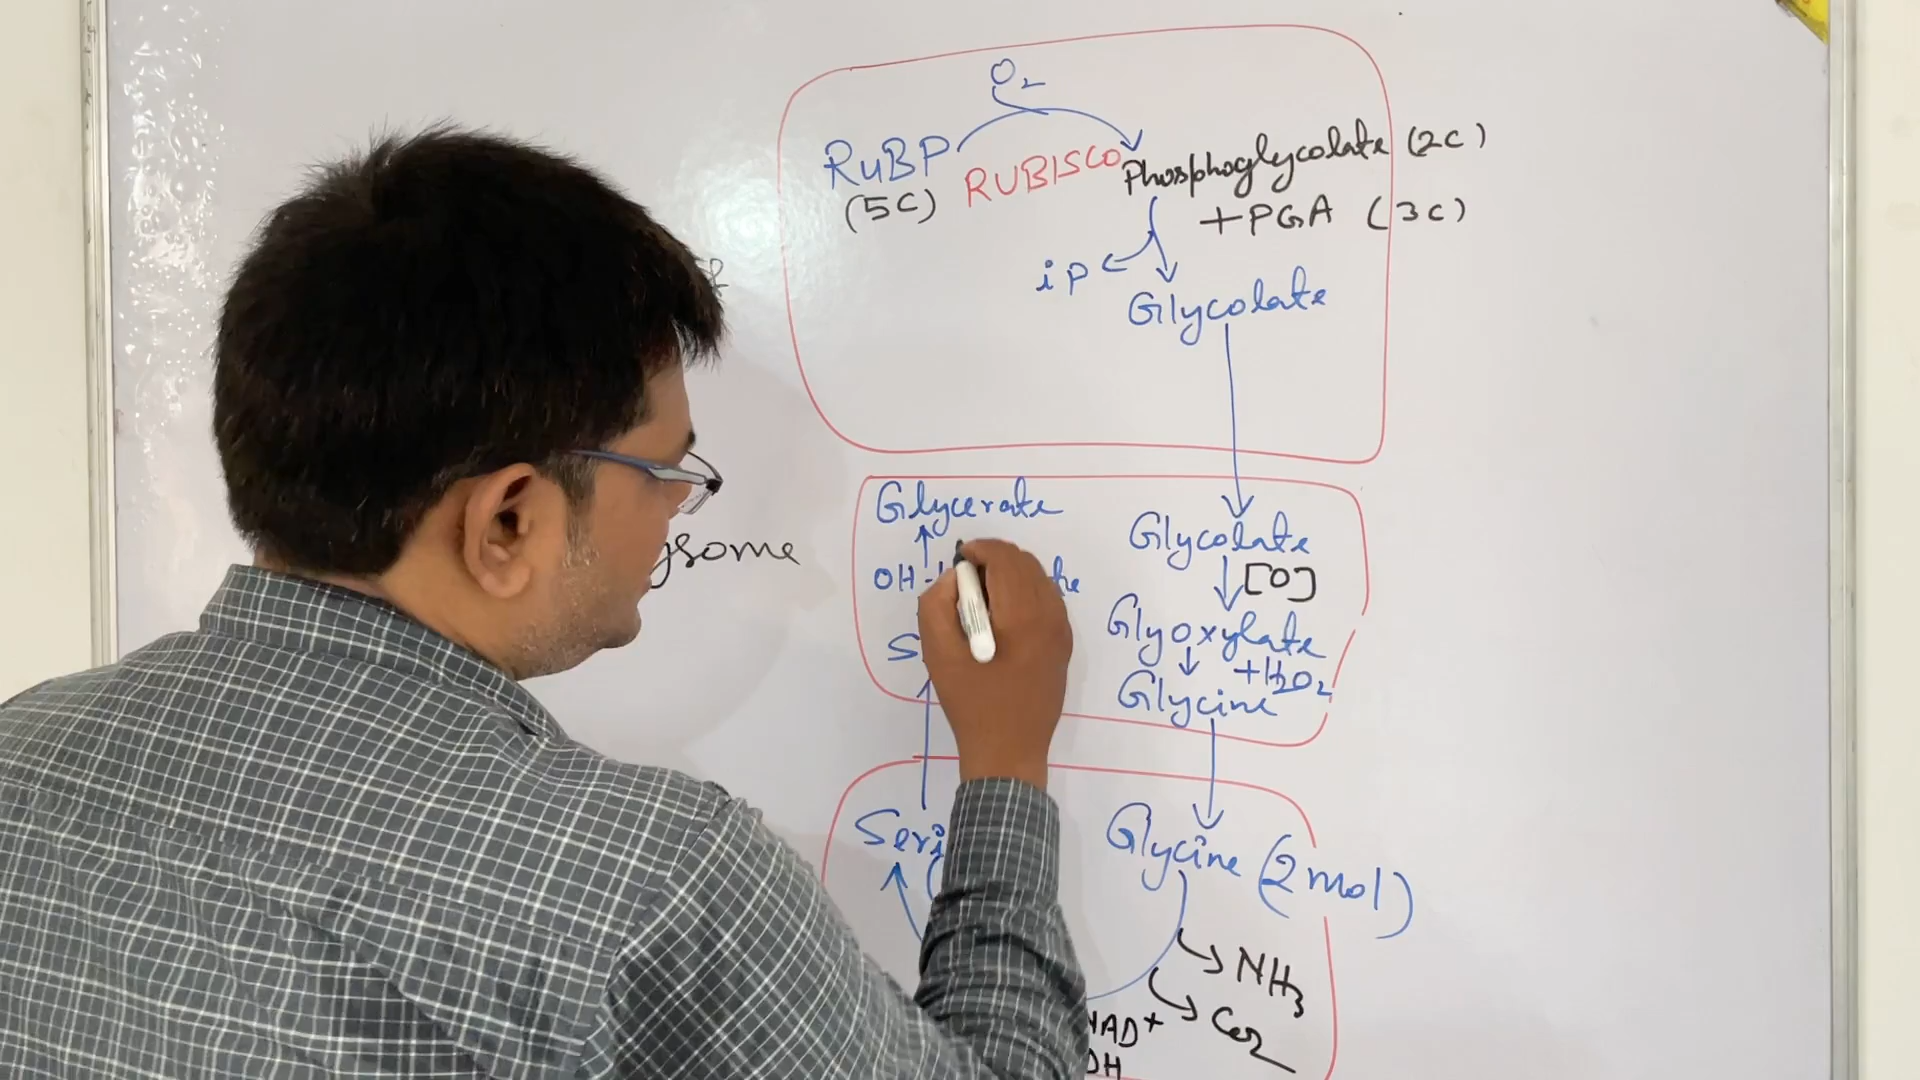 O2
RuBP RUBISCO Phosphoglycolate (2C)
(5C) + PGA (3C)
iP
Glycolate
Glycerate
Glycolate
[O]
OH-
Glyoxylate
+H2O2
Glycine
Glycine (2 mol)
NH3
CO2
NAD+